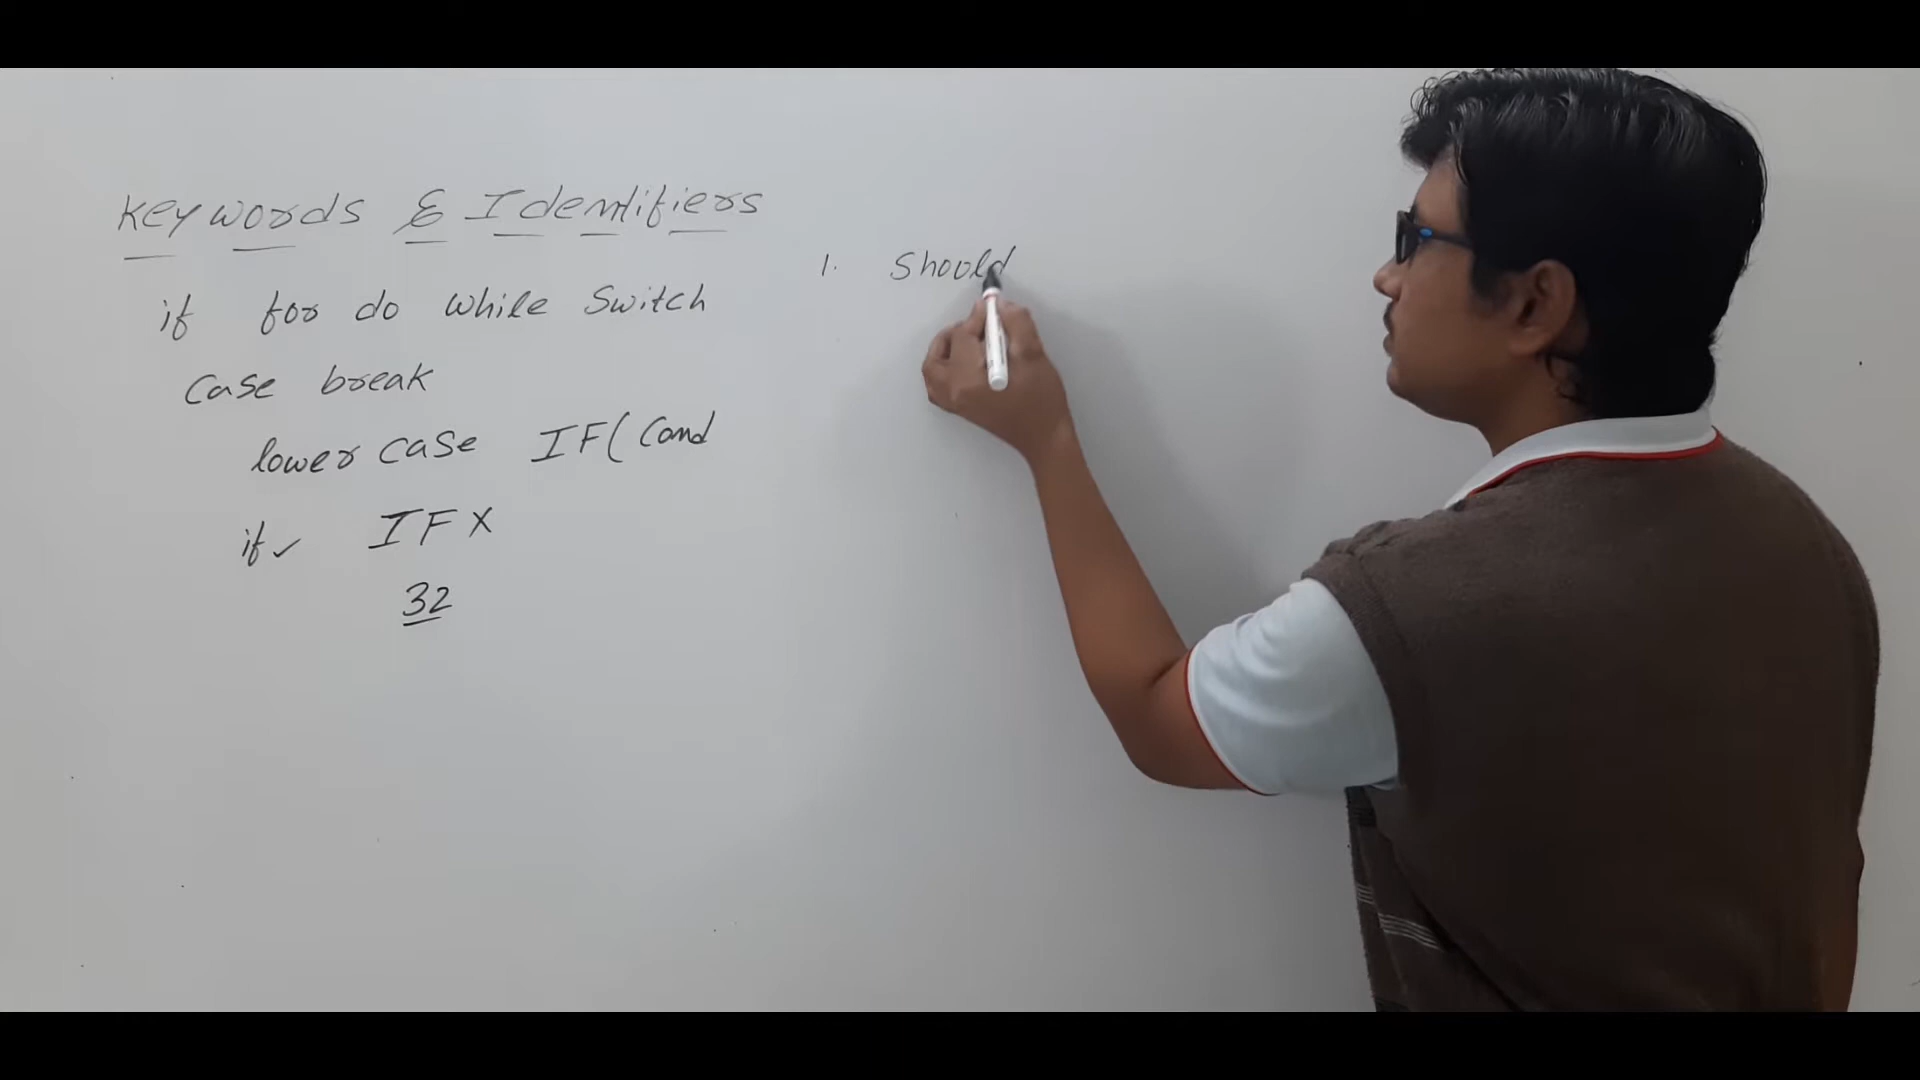 Keywords & Identifiers
if for do while switch
case break
lower case IF(Cond
if✓ IF X
32
1. Should